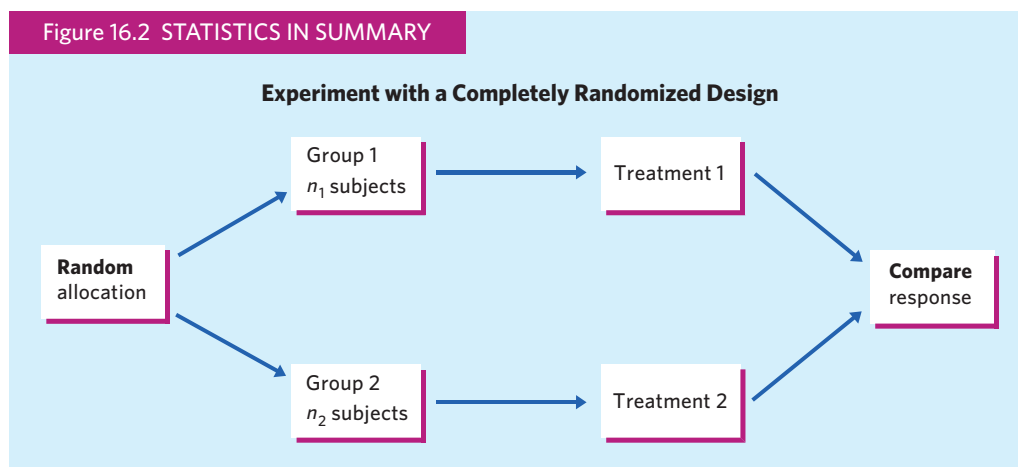 Figure 16.2 STATISTICS IN SUMMARY
Experiment with a Completely Randomized Design
Random
allocation
Group 1
n₁ subjects
Treatment 1
Group 2
n₂ subjects
Treatment 2
Compare
response